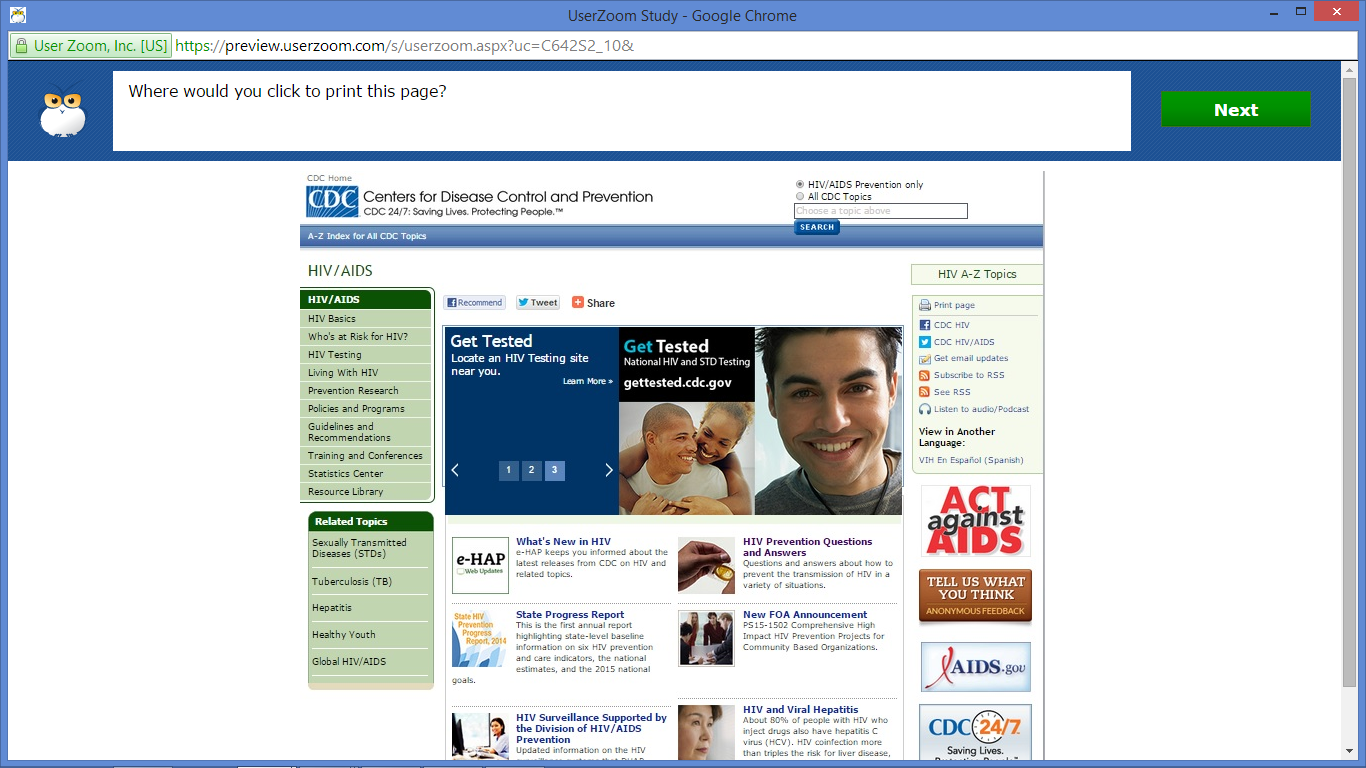 UserZoom Study - Google Chrome
User Zoom, Inc. [US] https://preview.userzoom.com/s/userzoom.aspx?uc=C642S2_10&
Where would you click to print this page?
Next
CDC Home
CDC Centers for Disease Control and Prevention
CDC 24/7: Saving Lives. Protecting People.™
HIV/AIDS Prevention only
All CDC Topics
Choose a topic above
SEARCH
A-Z Index for All CDC Topics
HIV/AIDS
HIV/AIDS
HIV Basics
Who's at Risk for HIV?
HIV Testing
Living With HIV
Prevention Research
Policies and Programs
Guidelines and
Recommendations
Training and Conferences
Statistics Center
Resource Library
Related Topics
Sexually Transmitted
Diseases (STDs)
Tuberculosis (TB)
Hepatitis
Healthy Youth
Global HIV/AIDS
Recommend
Tweet
Share
Get Tested
Locate an HIV Testing site
near you.
Learn More »
1 2 3
Get Tested
National HIV and STD Testing
gettested.cdc.gov
e-HAP
Web Updates
What's New in HIV
e-HAP keeps you informed about the
latest releases from CDC on HIV and
related topics.
HIV Prevention Questions
and Answers
Questions and answers about how to
prevent the transmission of HIV in a
variety of situations.
State HIV
Prevention
Progress
Report, 2014
State Progress Report
This is the first annual report
highlighting state-level baseline
information on six HIV prevention
and care indicators, the national
estimates, and the 2015 national
goals.
New FOA Announcement
PS15-1502 Comprehensive High
Impact HIV Prevention Projects for
Community Based Organizations.
HIV Surveillance Supported by
the Division of HIV/AIDS
Prevention
Updated information on the HIV
HIV and Viral Hepatitis
About 80% of people with HIV who
inject drugs also have hepatitis C
virus (HCV). HIV coinfection more
than triples the risk for liver disease,
HIV A-Z Topics
Print page
CDC HIV
CDC HIV/AIDS
Get email updates
Subscribe to RSS
See RSS
Listen to audio/Podcast
View in Another
Language:
VIH En Español (Spanish)
ACT
against
AIDS
TELL US WHAT
YOU THINK
ANONYMOUS FEEDBACK
AIDS.gov
CDC 24/7
Saving Lives.
Protecting People™